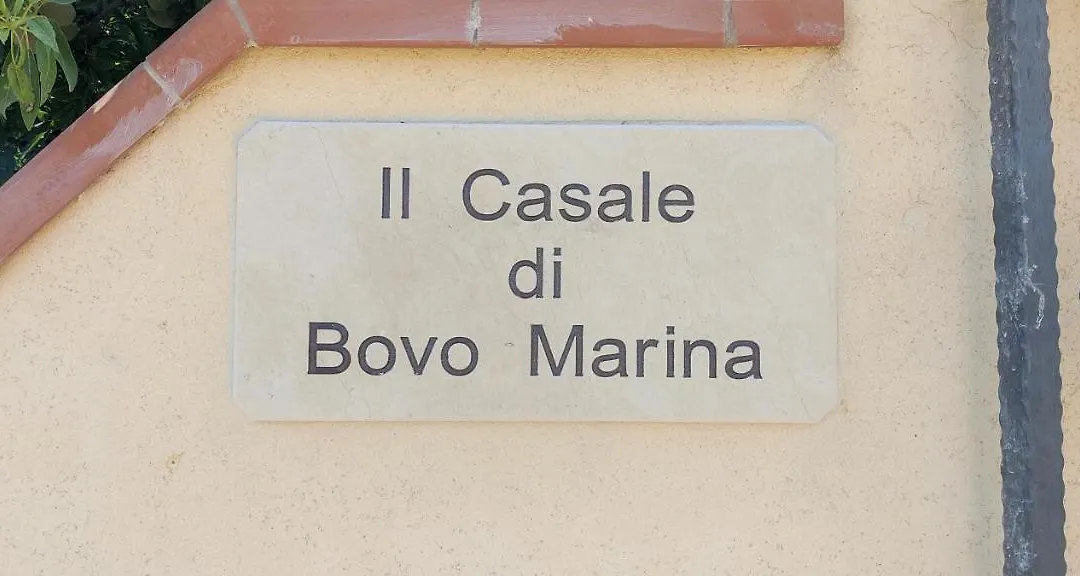 Il Casale
di
Bovo Marina